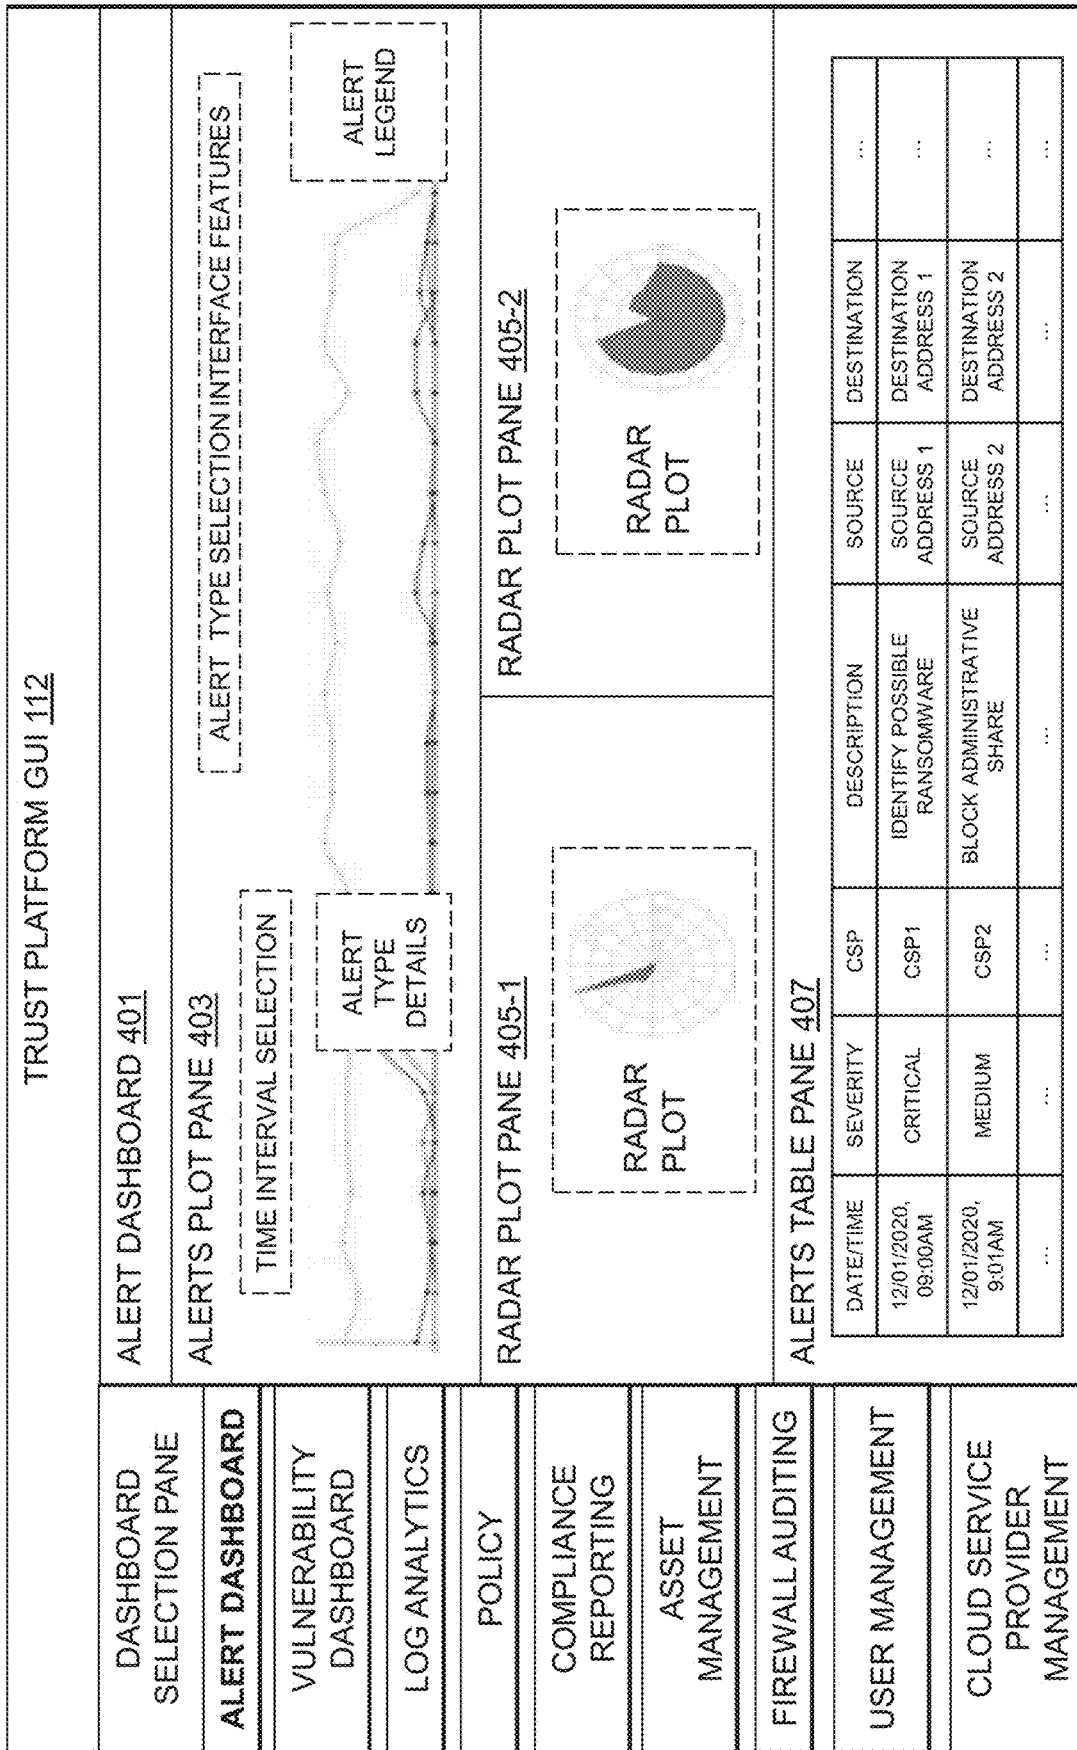 TRUST PLATFORM GUI 112
DASHBOARD
SELECTION PANE
ALERT DASHBOARD
VULNERABILITY
DASHBOARD
LOG ANALYTICS
POLICY
COMPLIANCE
REPORTING
ASSET
MANAGEMENT
FIREWALL AUDITING
USER MANAGEMENT
CLOUD SERVICE
PROVIDER
MANAGEMENT
ALERT DASHBOARD 401
ALERTS PLOT PANE 403
TIME INTERVAL SELECTION
ALERT TYPE SELECTION INTERFACE FEATURES
ALERT
TYPE
DETAILS
ALERT
LEGEND
RADAR PLOT PANE 405-1
RADAR
PLOT
RADAR PLOT PANE 405-2
RADAR
PLOT
ALERTS TABLE PANE 407
DATE/TIME SEVERITY CSP DESCRIPTION SOURCE DESTINATION ...
12/01/2020, 09:00AM CRITICAL CSP1 IDENTIFY POSSIBLE RANSOMWARE SOURCE ADDRESS 1 DESTINATION ADDRESS 1 ...
12/01/2020, 9:01AM MEDIUM CSP2 BLOCK ADMINISTRATIVE SHARE SOURCE ADDRESS 2 DESTINATION ADDRESS 2 ...
... ... ... ... ... ... ...